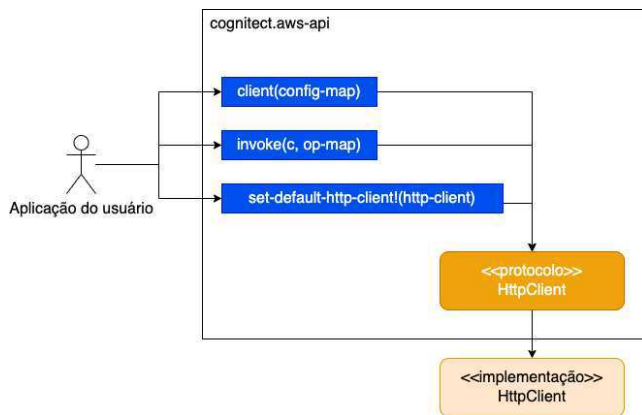 cognitect.aws-api
client(config-map)
invoke(c, op-map)
Aplicação do usuário
set-default-http-client!(http-client)
<<protocolo>>
HttpClient
<<implementação>>
HttpClient